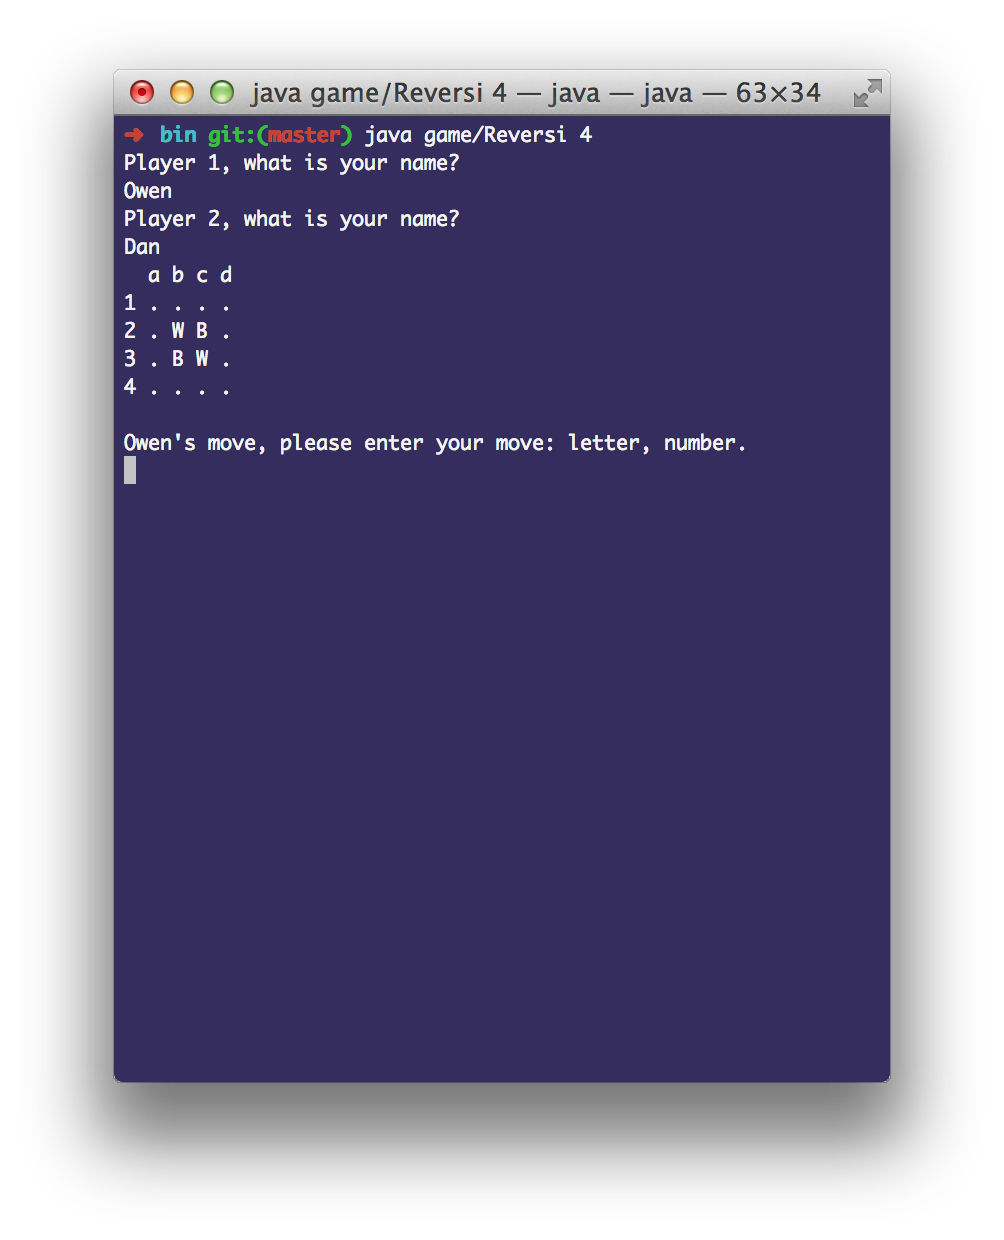 java game/Reversi 4 — java — java — 63×34
➜ bin git:(master) java game/Reversi 4
Player 1, what is your name?
Owen
Player 2, what is your name?
Dan
  a b c d
1 . . . .
2 . W B .
3 . B W .
4 . . . .
Owen's move, please enter your move: letter, number.